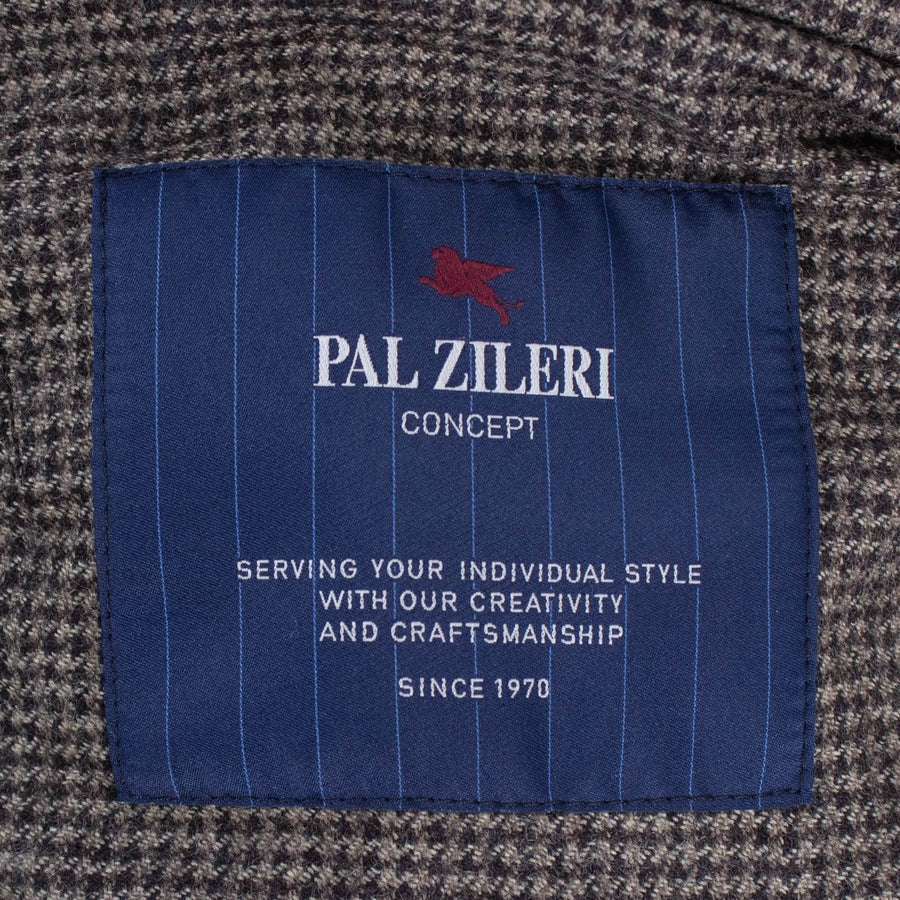 PAL ZILERI
CONCEPT
SERVING YOUR INDIVIDUAL STYLE
WITH OUR CREATIVITY
AND CRAFTSMANSHIP
SINCE 1970